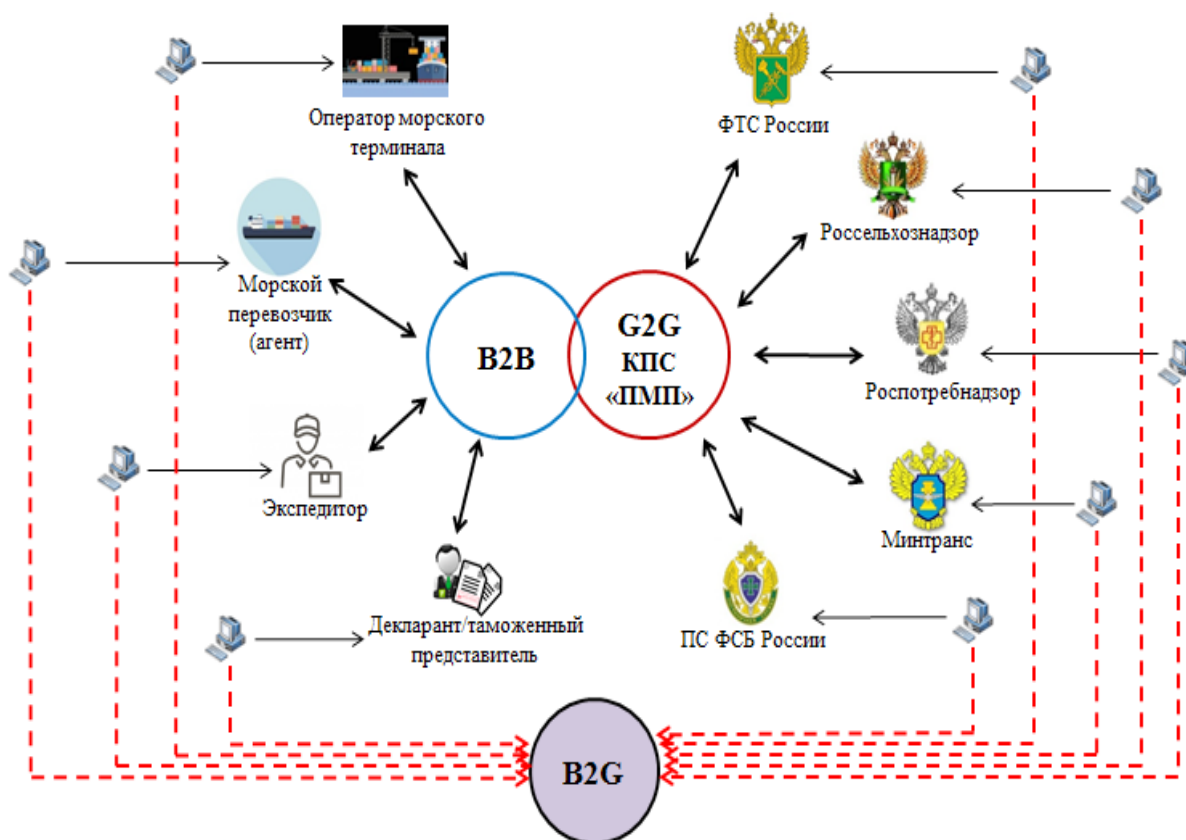 Оператор морского
терминала
ФТС России
Россельхознадзор
Морской
перевозчик
(агент)
B2B
G2G
КПС
«ПМП»
Роспотребнадзор
Экспедитор
Минтранс
Декларант/таможенный
представитель
ПС ФСБ России
B2G